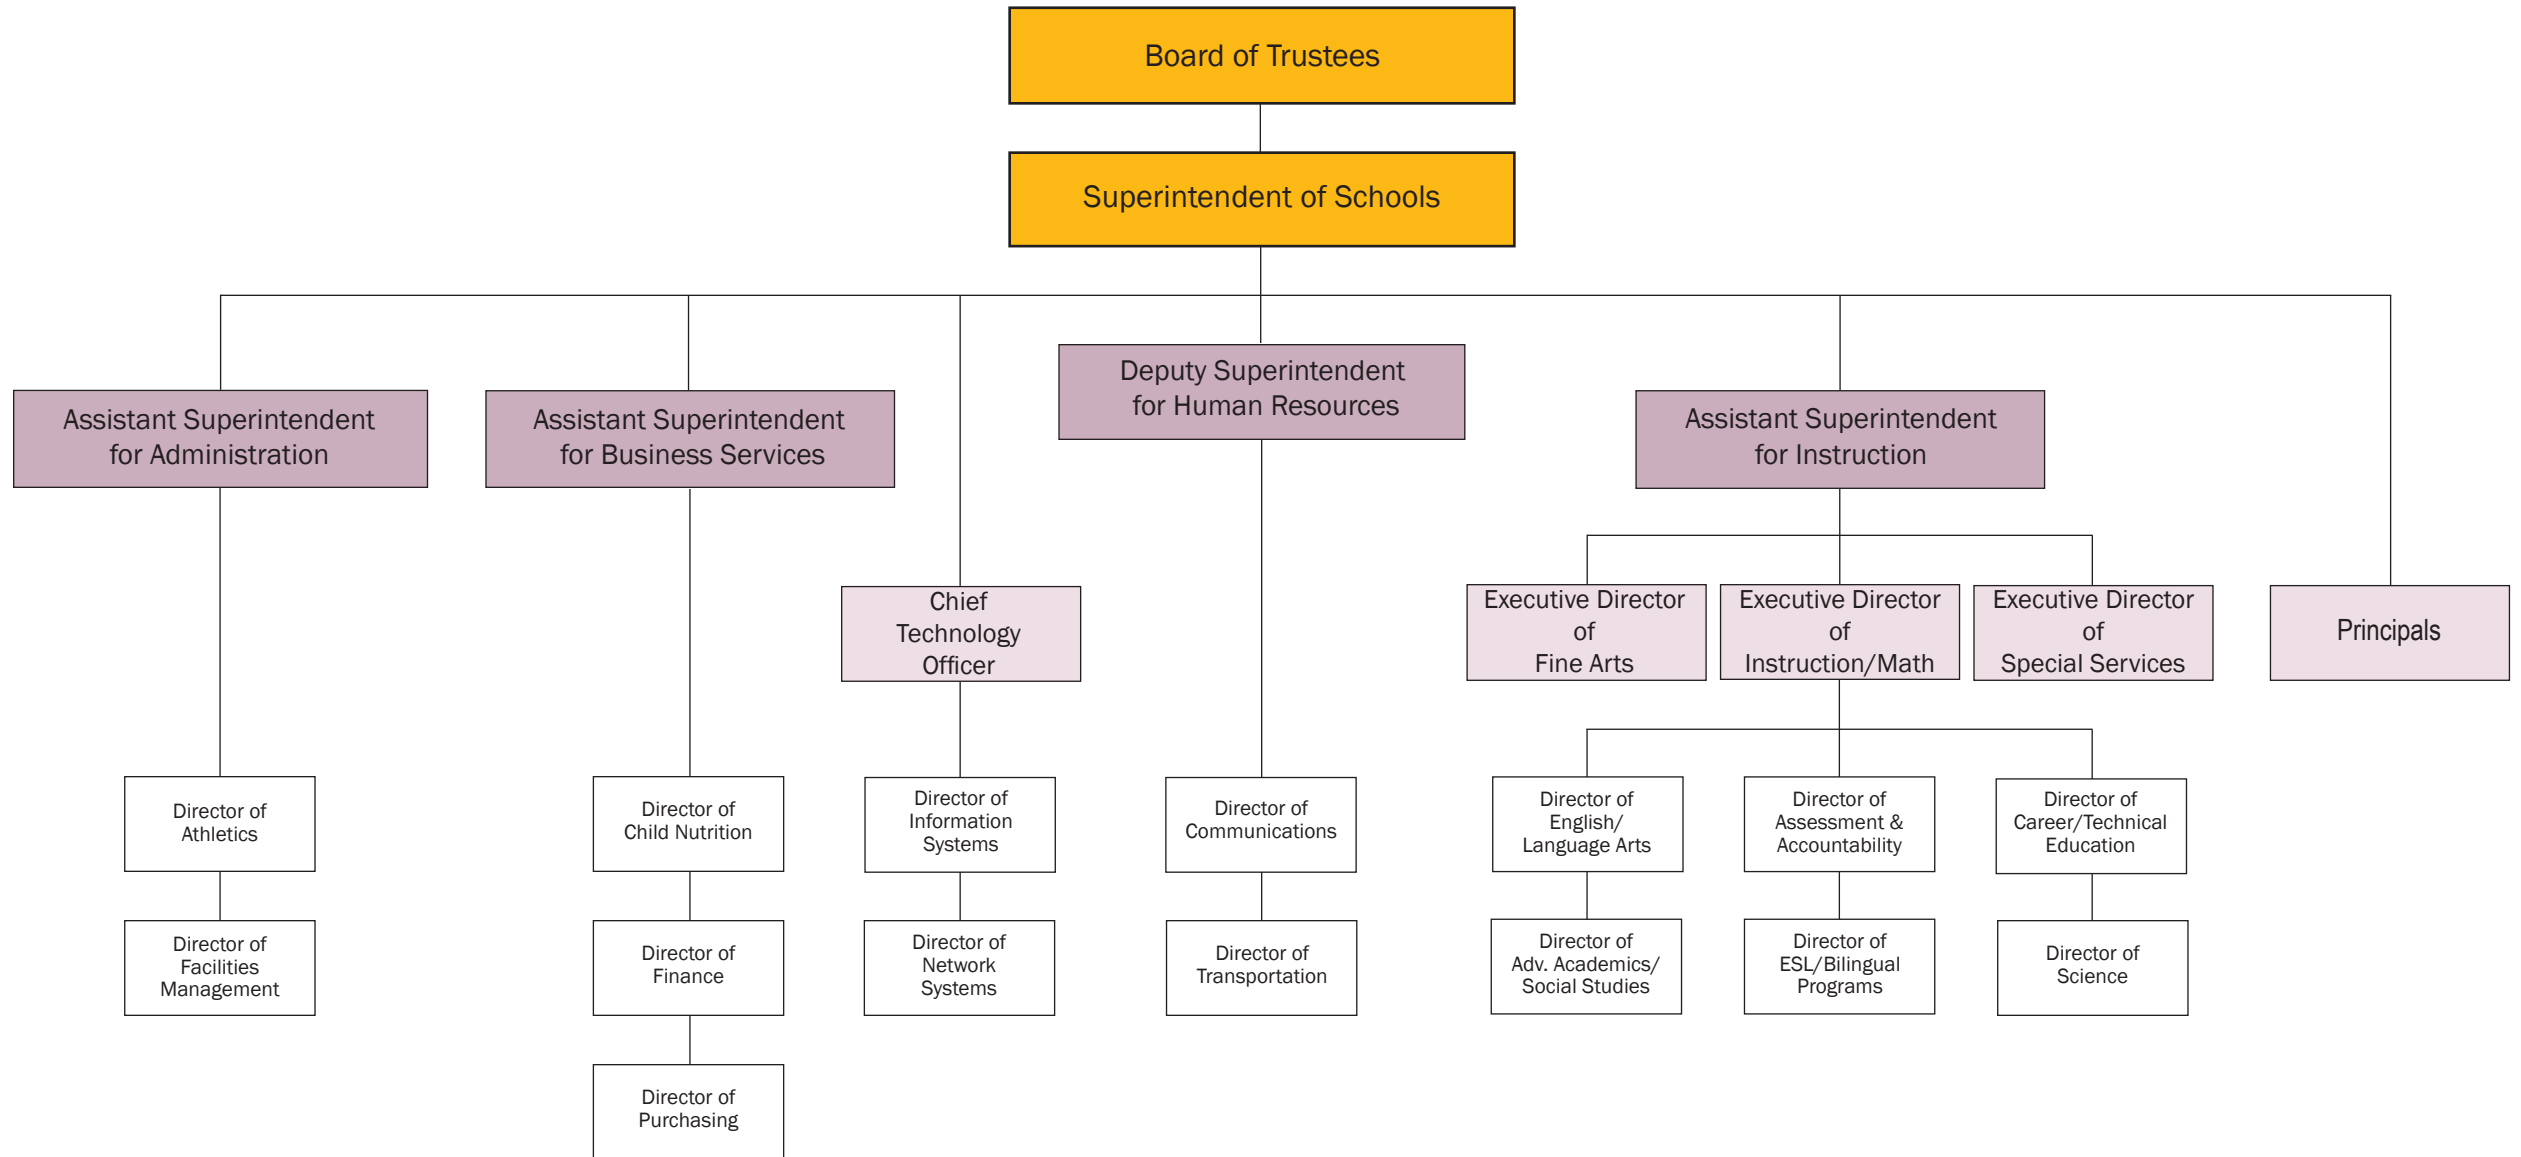 Board of Trustees
Superintendent of Schools
Assistant Superintendent
for Administration
Assistant Superintendent
for Business Services
Deputy Superintendent
for Human Resources
Assistant Superintendent
for Instruction
Chief
Technology
Officer
Executive Director
of
Fine Arts
Executive Director
of
Instruction/Math
Executive Director
of
Special Services
Principals
Director of
Athletics
Director of
Child Nutrition
Director of
Information
Systems
Director of
Communications
Director of
English/
Language Arts
Director of
Assessment &
Accountability
Director of
Career/Technical
Education
Director of
Facilities
Management
Director of
Finance
Director of
Network
Systems
Director of
Transportation
Director of
Adv. Academics/
Social Studies
Director of
ESL/Bilingual
Programs
Director of
Science
Director of
Purchasing